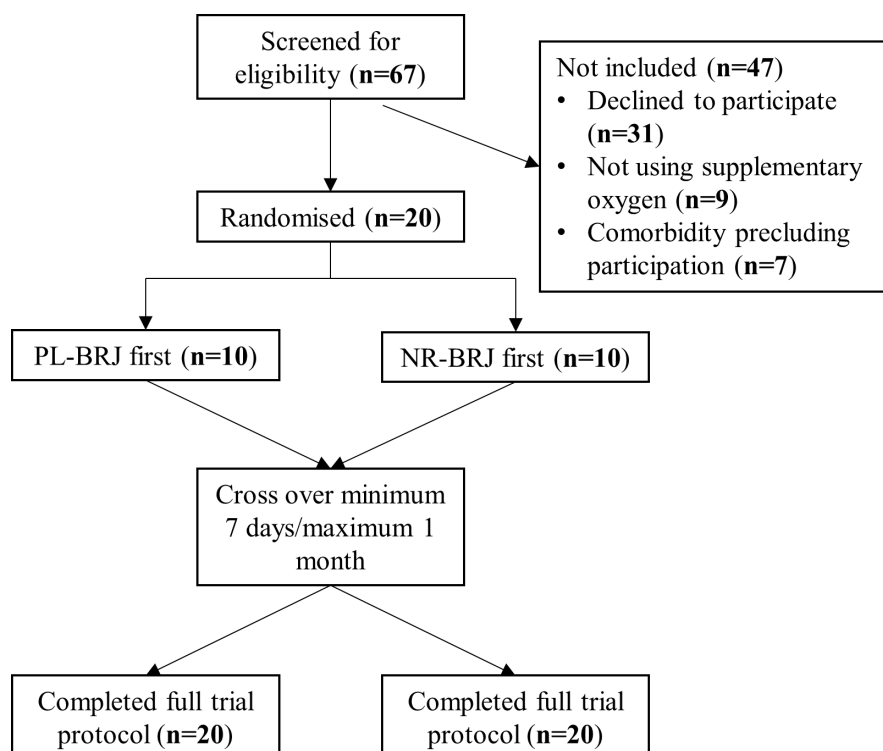 Screened for
eligibility (n=67)
Not included (n=47)
• Declined to participate
(n=31)
• Not using supplementary
oxygen (n=9)
• Comorbidity precluding
participation (n=7)
Randomised (n=20)
PL-BRJ first (n=10)
NR-BRJ first (n=10)
Cross over minimum
7 days/maximum 1
month
Completed full trial
protocol (n=20)
Completed full trial
protocol (n=20)